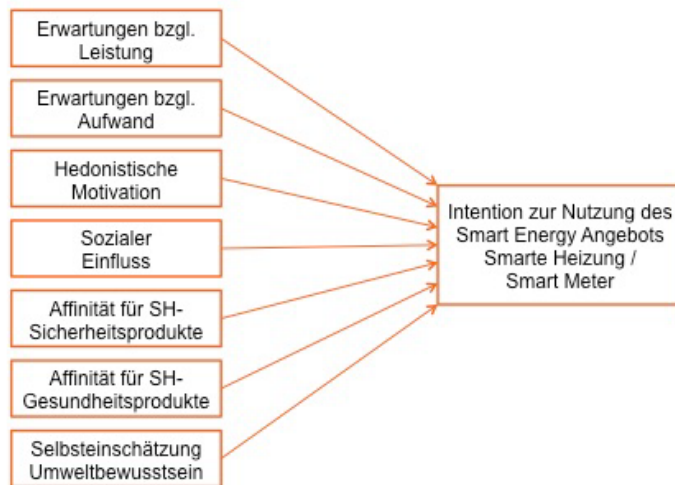 Erwartungen bzgl.
Leistung
Erwartungen bzgl.
Aufwand
Hedonistische
Motivation
Sozialer
Einfluss
Affinität für SH-
Sicherheitsprodukte
Affinität für SH-
Gesundheitsprodukte
Selbsteinschätzung
Umweltbewusstsein
Intention zur Nutzung des
Smart Energy Angebots
Smarte Heizung /
Smart Meter